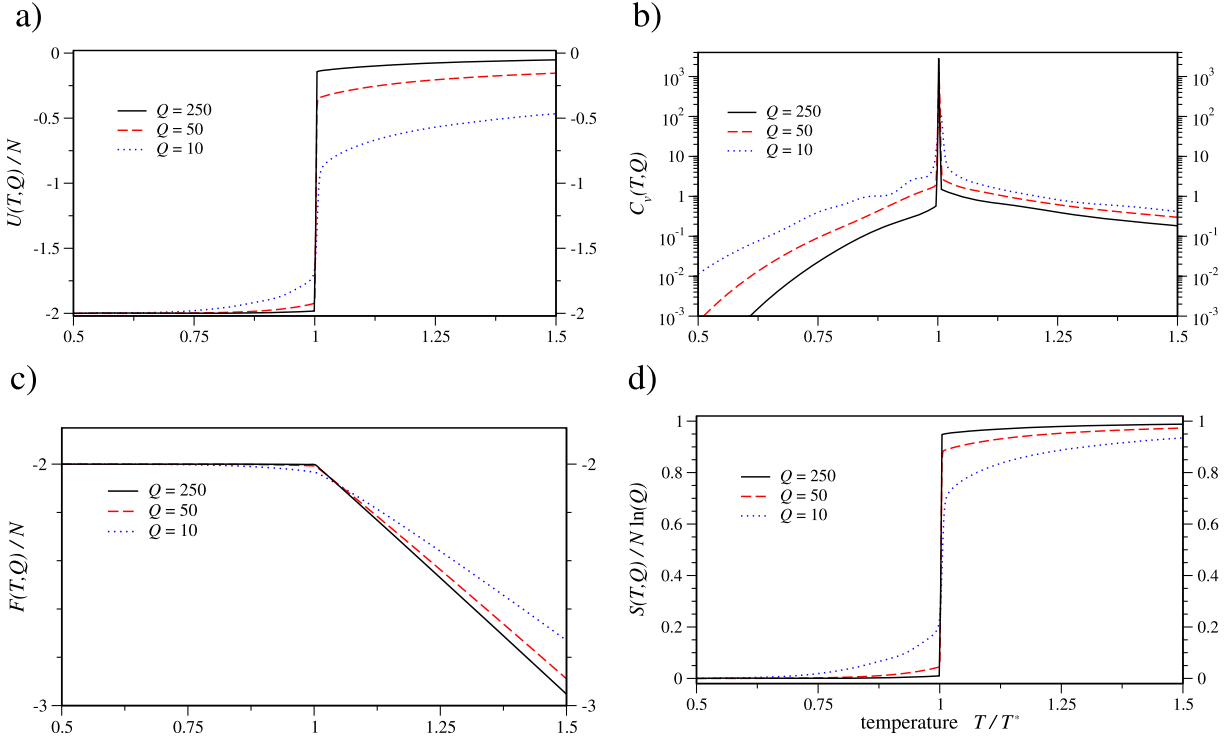 a)
U(T,Q) / N
0
-0.5
-1
-1.5
-2
0
-0.5
-1
-1.5
-2
Q = 250
Q = 50
Q = 10
0.5 0.75 1 1.25 1.5
b)
C_v(T,Q)
10^3
10^2
10
1
10^-1
10^-2
10^-3
10^3
10^2
10
1
10^-1
10^-2
10^-3
Q = 250
Q = 50
Q = 10
0.5 0.75 1 1.25 1.5
c)
F(T,Q) / N
-2
-3
-2
-3
Q = 250
Q = 50
Q = 10
0.5 0.75 1 1.25 1.5
d)
S(T,Q) / N ln(Q)
1
0.8
0.6
0.4
0.2
0
1
0.8
0.6
0.4
0.2
0
Q = 250
Q = 50
Q = 10
0.5 0.75 1 1.25 1.5
temperature T / T*